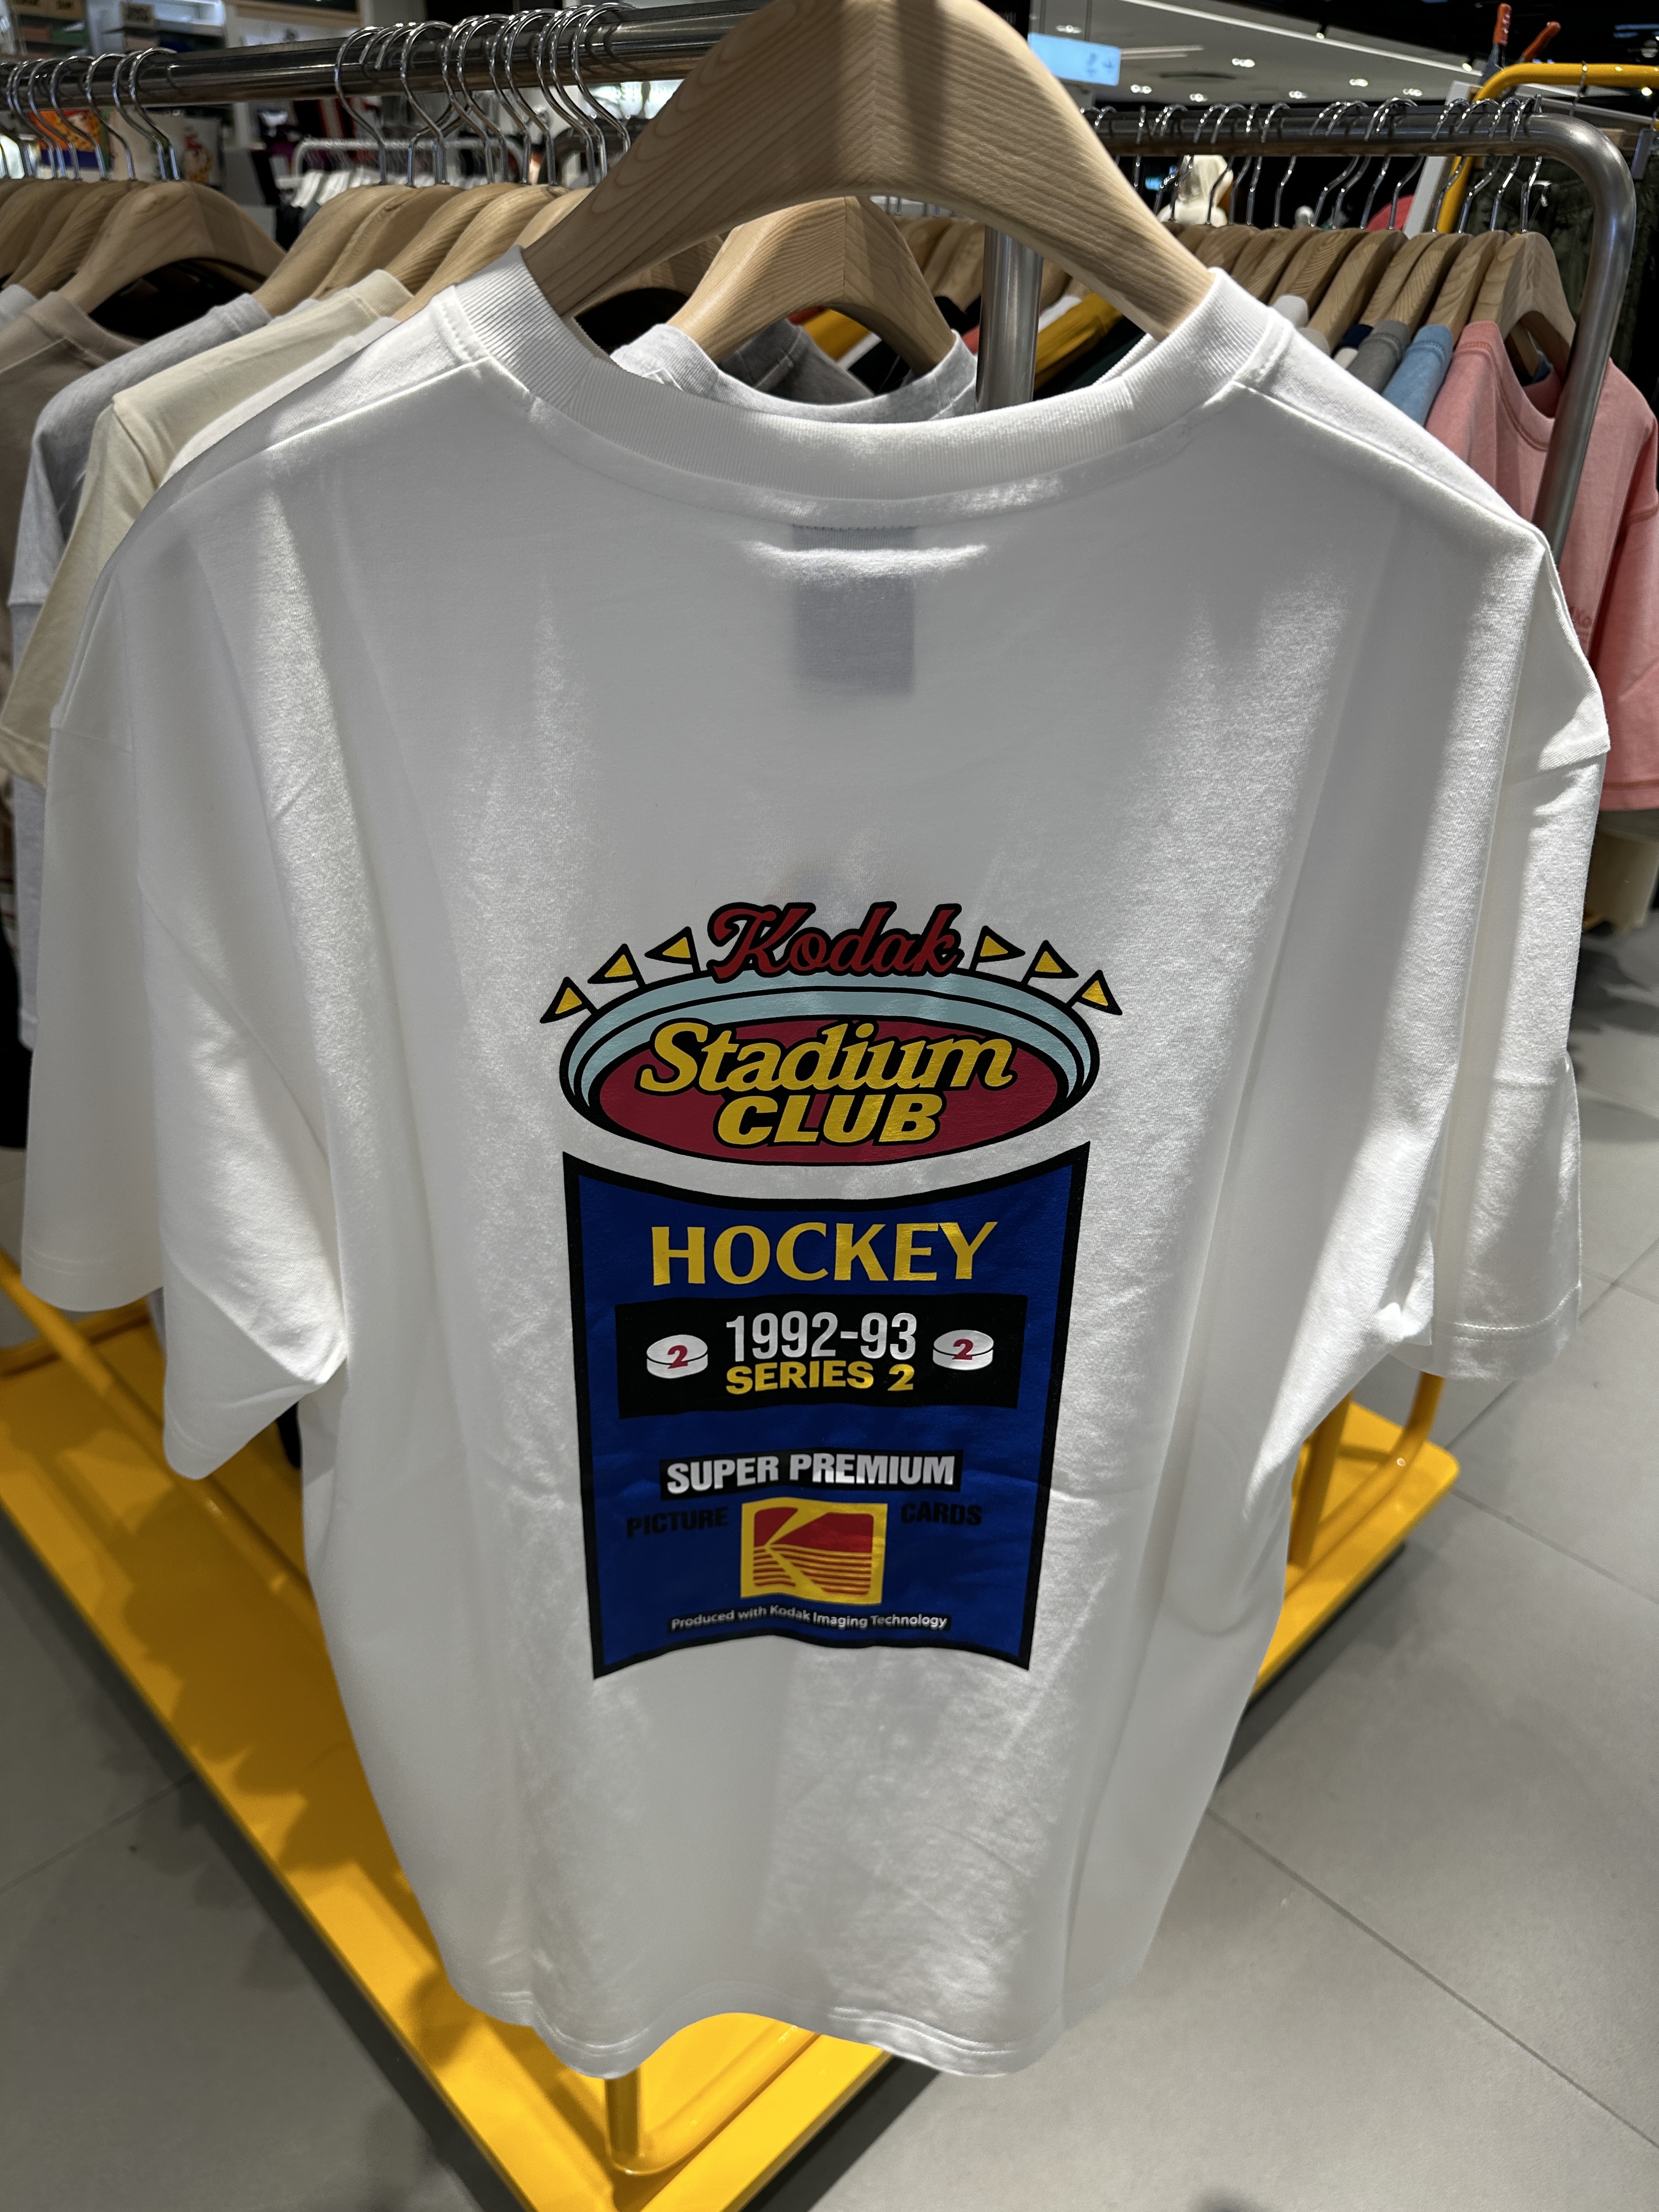 Kodak
Stadium
CLUB
HOCKEY
2 1992-93 2
SERIES 2
SUPER PREMIUM
PICTURE CARDS
Produced with Kodak Imaging Technology